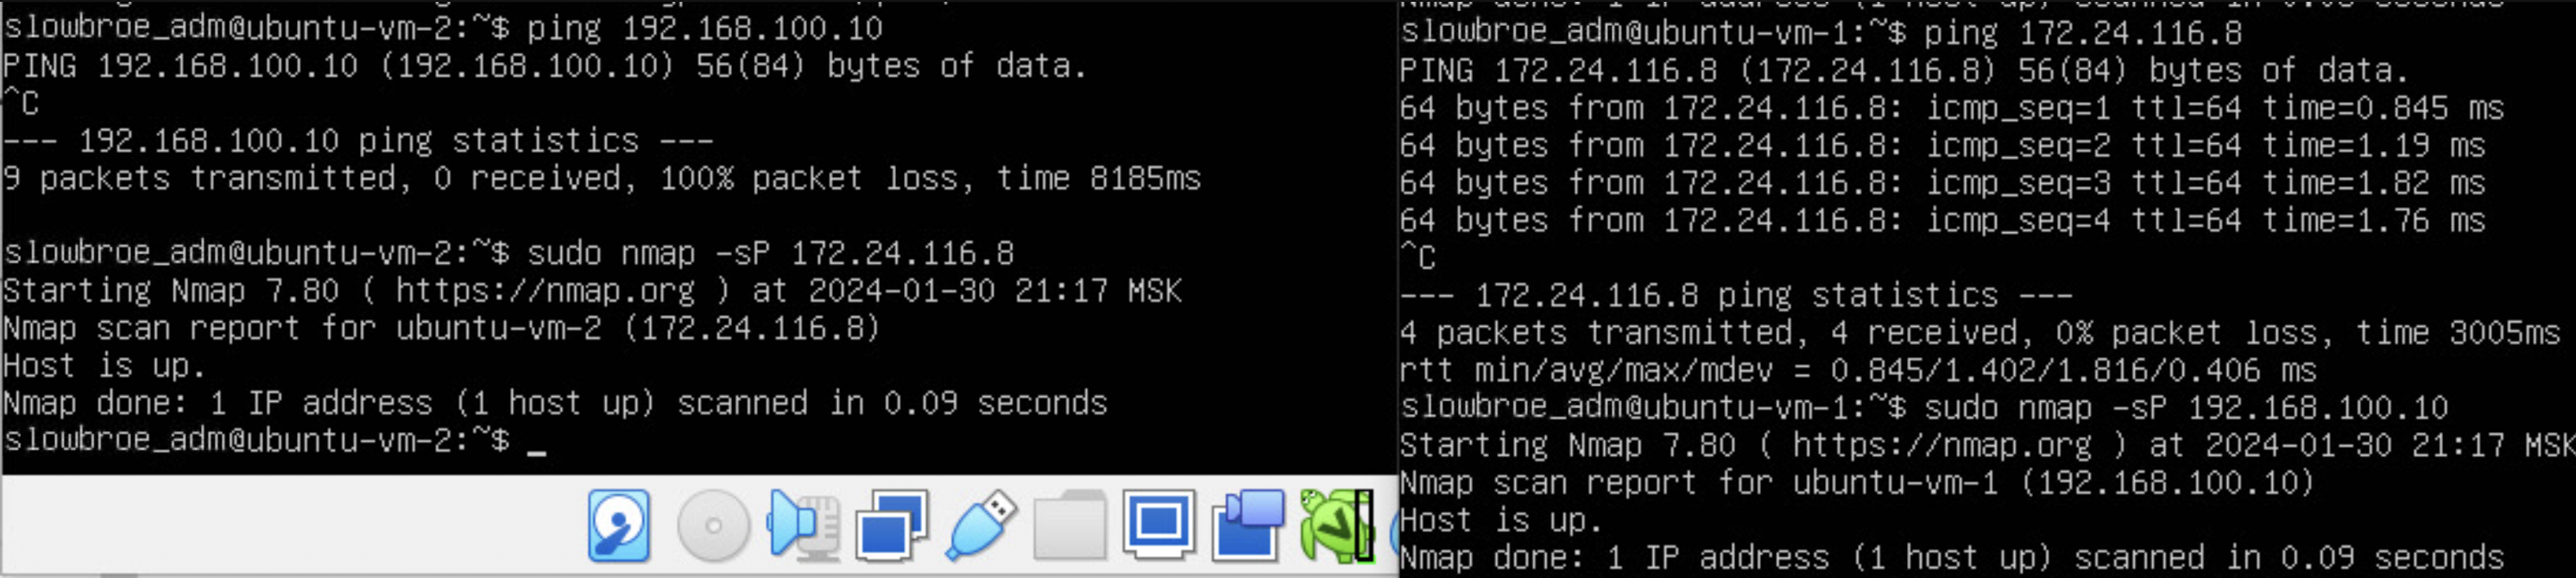 slowbroe_adm@ubuntu-vm-2:~$ ping 192.168.100.10
PING 192.168.100.10 (192.168.100.10) 56(84) bytes of data.
^C
--- 192.168.100.10 ping statistics ---
9 packets transmitted, 0 received, 100% packet loss, time 8185ms
slowbroe_adm@ubuntu-vm-2:~$ sudo nmap -sP 172.24.116.8
Starting Nmap 7.80 ( https://nmap.org ) at 2024-01-30 21:17 MSK
Nmap scan report for ubuntu-vm-2 (172.24.116.8)
Host is up.
Nmap done: 1 IP address (1 host up) scanned in 0.09 seconds
slowbroe_adm@ubuntu-vm-2:~$ _
Nmap done: 1 IP address (1 host up) scanned in 0.03 seconds
slowbroe_adm@ubuntu-vm-1:~$ ping 172.24.116.8
PING 172.24.116.8 (172.24.116.8) 56(84) bytes of data.
64 bytes from 172.24.116.8: icmp_seq=1 ttl=64 time=0.845 ms
64 bytes from 172.24.116.8: icmp_seq=2 ttl=64 time=1.19 ms
64 bytes from 172.24.116.8: icmp_seq=3 ttl=64 time=1.82 ms
64 bytes from 172.24.116.8: icmp_seq=4 ttl=64 time=1.76 ms
^C
--- 172.24.116.8 ping statistics ---
4 packets transmitted, 4 received, 0% packet loss, time 3005ms
rtt min/avg/max/mdev = 0.845/1.402/1.816/0.406 ms
slowbroe_adm@ubuntu-vm-1:~$ sudo nmap -sP 192.168.100.10
Starting Nmap 7.80 ( https://nmap.org ) at 2024-01-30 21:17 MSK
Nmap scan report for ubuntu-vm-1 (192.168.100.10)
Host is up.
Nmap done: 1 IP address (1 host up) scanned in 0.09 seconds